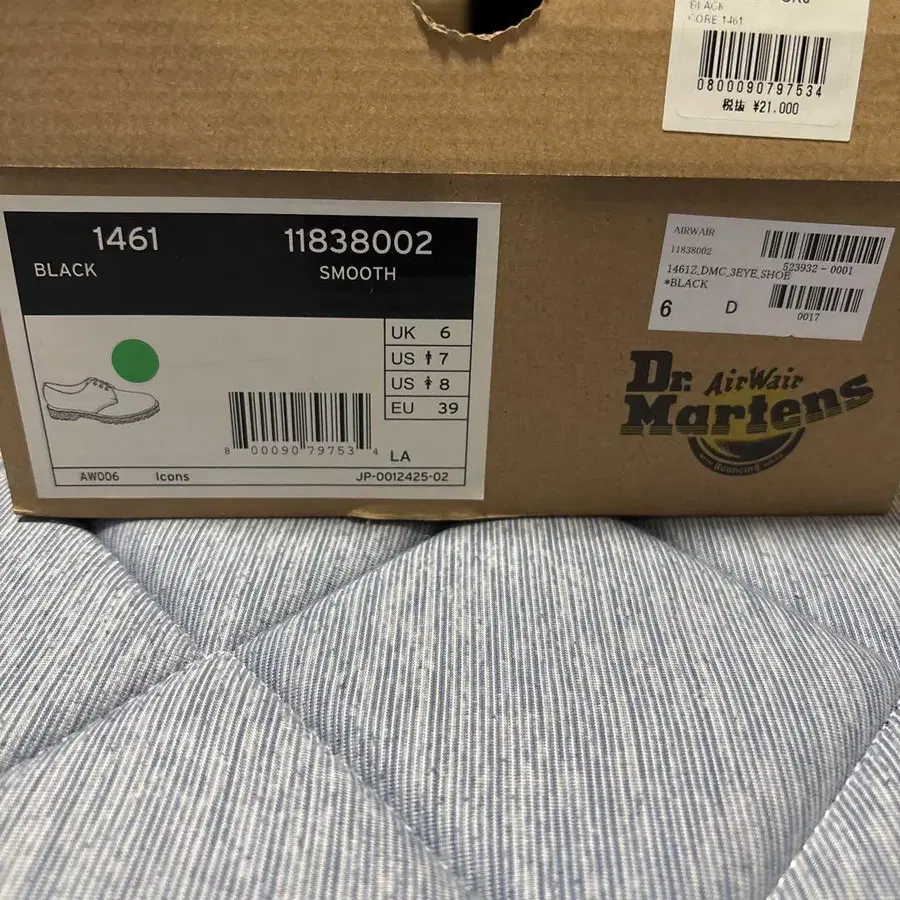 BLACK
CORE 1461
0800090797534
税抜 ¥21,000
1461 11838002
BLACK SMOOTH
UK 6
US 7
US 8
EU 39
8 00090 79753 4
LA
AW006 Icons JP-0012425-02
AIRWAIR
11838002
523932-0001
1461Z_DMC_3EYE_SHOE
*BLACK
6 D
0017
Dr. AirWair
Martens
Bouncing